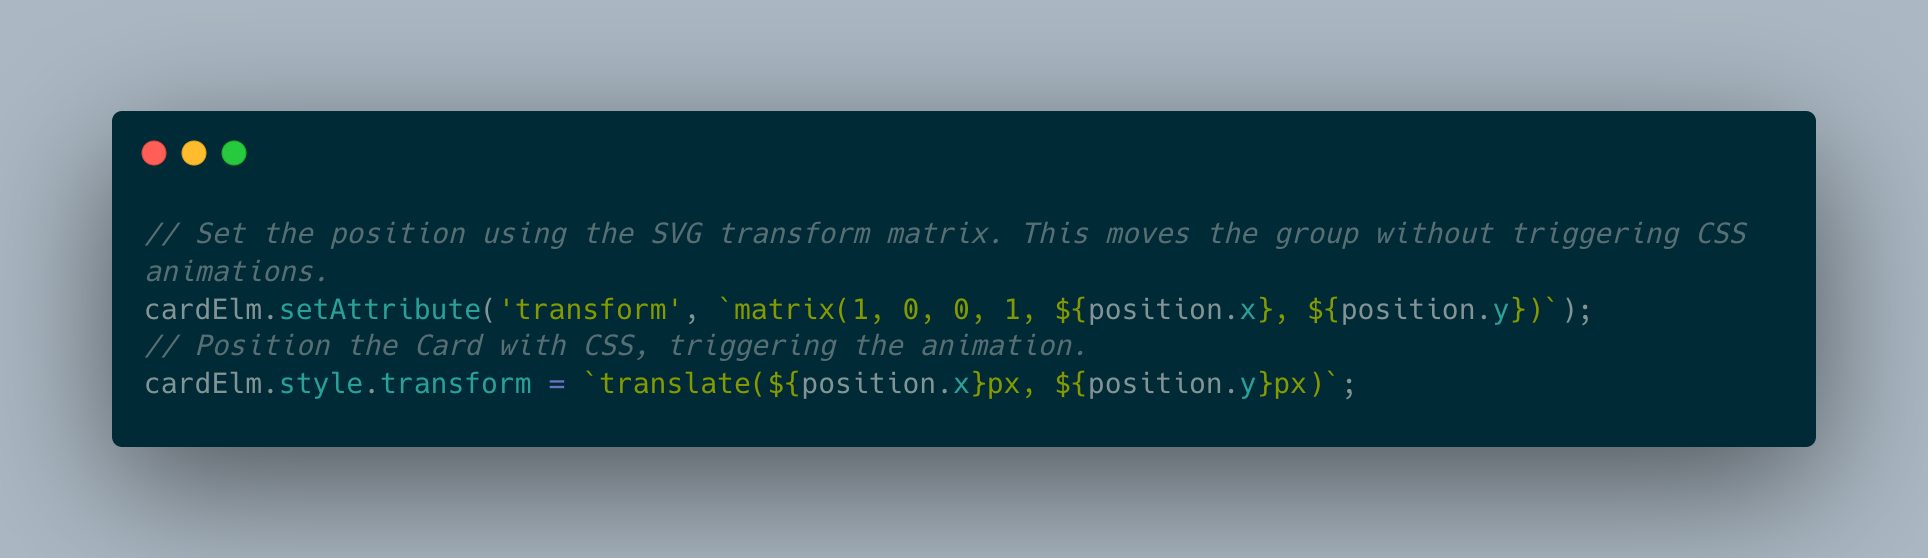 // Set the position using the SVG transform matrix. This moves the group without triggering CSS
animations.
cardElm.setAttribute('transform', `matrix(1, 0, 0, 1, ${position.x}, ${position.y})`);
// Position the Card with CSS, triggering the animation.
cardElm.style.transform = `translate(${position.x}px, ${position.y}px)`;